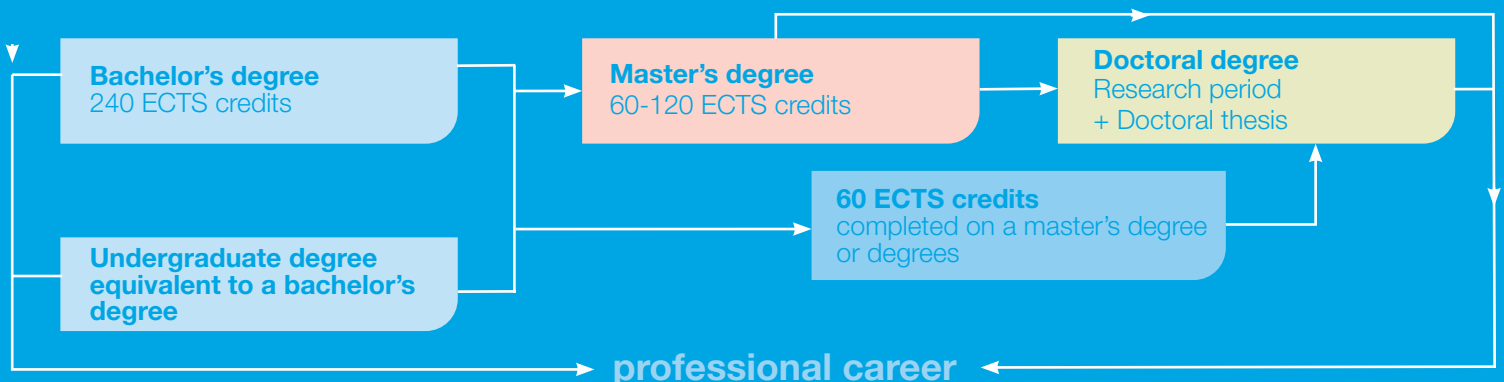 Bachelor's degree
240 ECTS credits
Master's degree
60-120 ECTS credits
Doctoral degree
Research period
+ Doctoral thesis
60 ECTS credits
completed on a master's degree
or degrees
Undergraduate degree
equivalent to a bachelor's
degree
professional career